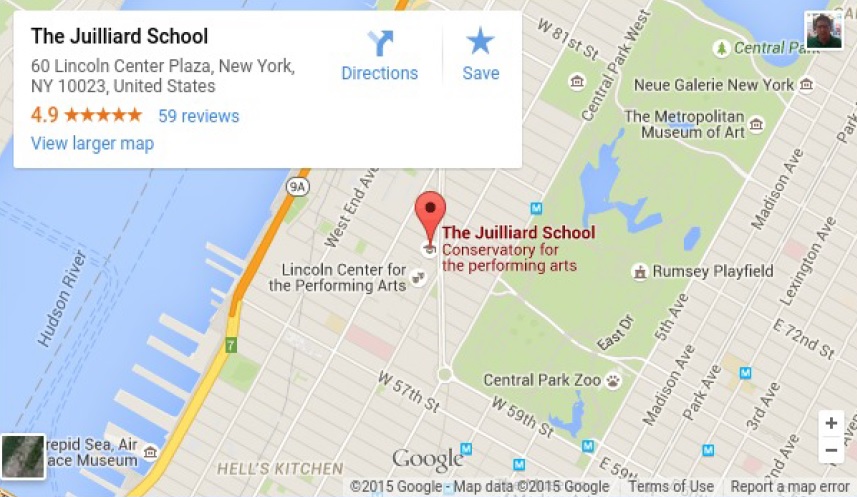 The Juilliard School
60 Lincoln Center Plaza, New York,
NY 10023, United States
4.9 59 reviews
View larger map
Directions
Save
W 81st St
Central Park West
Central Park
Neue Galerie New York
The Metropolitan
Museum of Art
Park
Madison Ave
9A
West End Ave
M
The Juilliard School
Conservatory for
the performing arts
Lincoln Center for
the Performing Arts
Rumsey Playfield
Lexington Ave
Hudson River
5th Ave
East Dr
E 72nd St
7
Central Park Zoo
M
Madison Ave
Park Ave
3rd Ave
W 57th St
W 59th St
+
−
repid Sea, Air
ace Museum
HELL'S KITCHEN
Google
M
M
M
M
E 59th
2nd Ave
©2015 Google - Map data ©2015 Google
Terms of Use
Report a map error